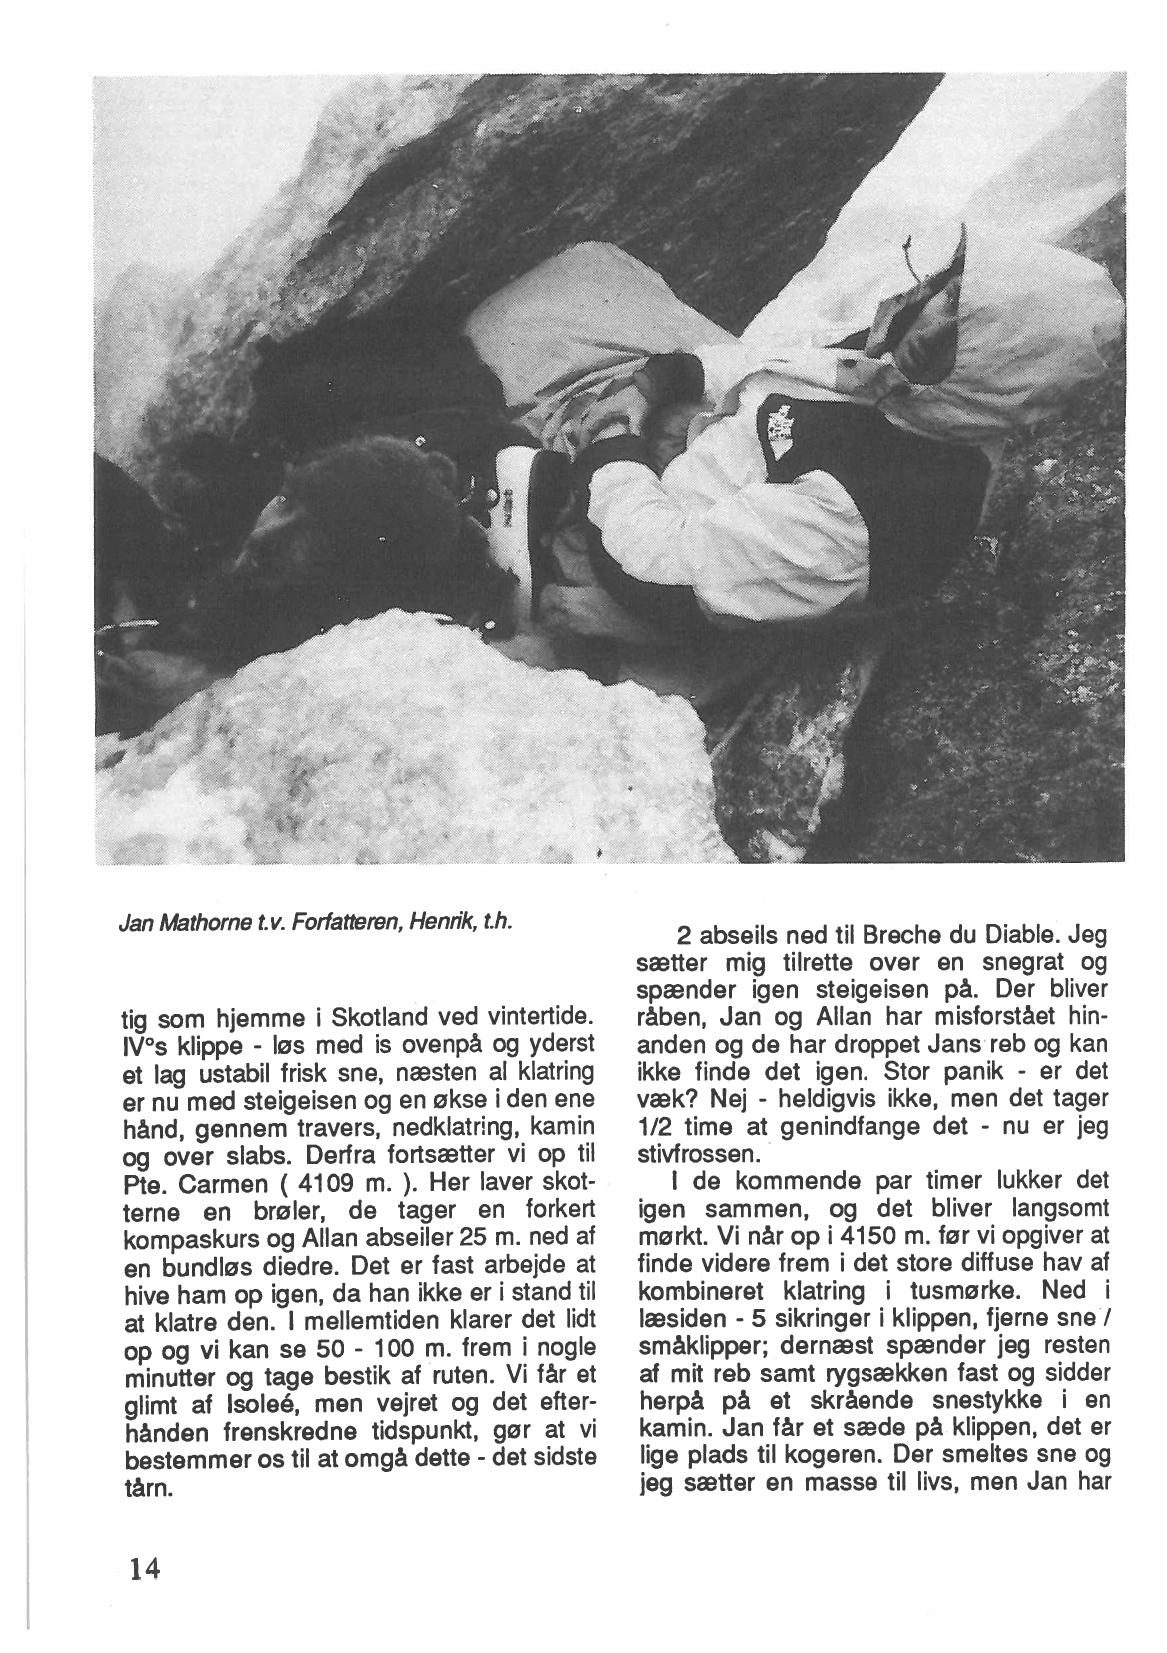 Jan Mathorne t.v. Forfatteren, Henrik, t.h.
tig som hjemme i Skotland ved vintertide.
IV°s klippe - løs med is ovenpå og yderst
et lag ustabil frisk sne, næsten al klatring
er nu med steigeisen og en økse i den ene
hånd, gennem travers, nedklatring, kamin
og over slabs. Derfra fortsætter vi op til
Pte. Carmen ( 4109 m. ). Her laver skot-
terne en brøler, de tager en forkert
kompaskurs og Allan abseiler 25 m. ned af
en bundløs diedre. Det er fast arbejde at
hive ham op igen, da han ikke er i stand til
at klatre den. I mellemtiden klarer det lidt
op og vi kan se 50 - 100 m. frem i nogle
minutter og tage bestik af ruten. Vi får et
glimt af Isoleé, men vejret og det efter-
hånden frenskredne tidspunkt, gør at vi
bestemmer os til at omgå dette - det sidste
tårn.
2 abseils ned til Breche du Diable. Jeg
sætter mig tilrette over en snegrat og
spænder igen steigeisen på. Der bliver
råben, Jan og Allan har misforstået hin-
anden og de har droppet Jans reb og kan
ikke finde det igen. Stor panik - er det
væk? Nej - heldigvis ikke, men det tager
1/2 time at genindfange det - nu er jeg
stivfrossen.
I de kommende par timer lukker det
igen sammen, og det bliver langsomt
mørkt. Vi når op i 4150 m. før vi opgiver at
finde videre frem i det store diffuse hav af
kombineret klatring i tusmørke. Ned i
læsiden - 5 sikringer i klippen, fjerne sne /
småklipper; dernæst spænder jeg resten
af mit reb samt rygsækken fast og sidder
herpå på et skrående snestykke i en
kamin. Jan får et sæde på klippen, det er
lige plads til kogeren. Der smeltes sne og
jeg sætter en masse til livs, men Jan har
14